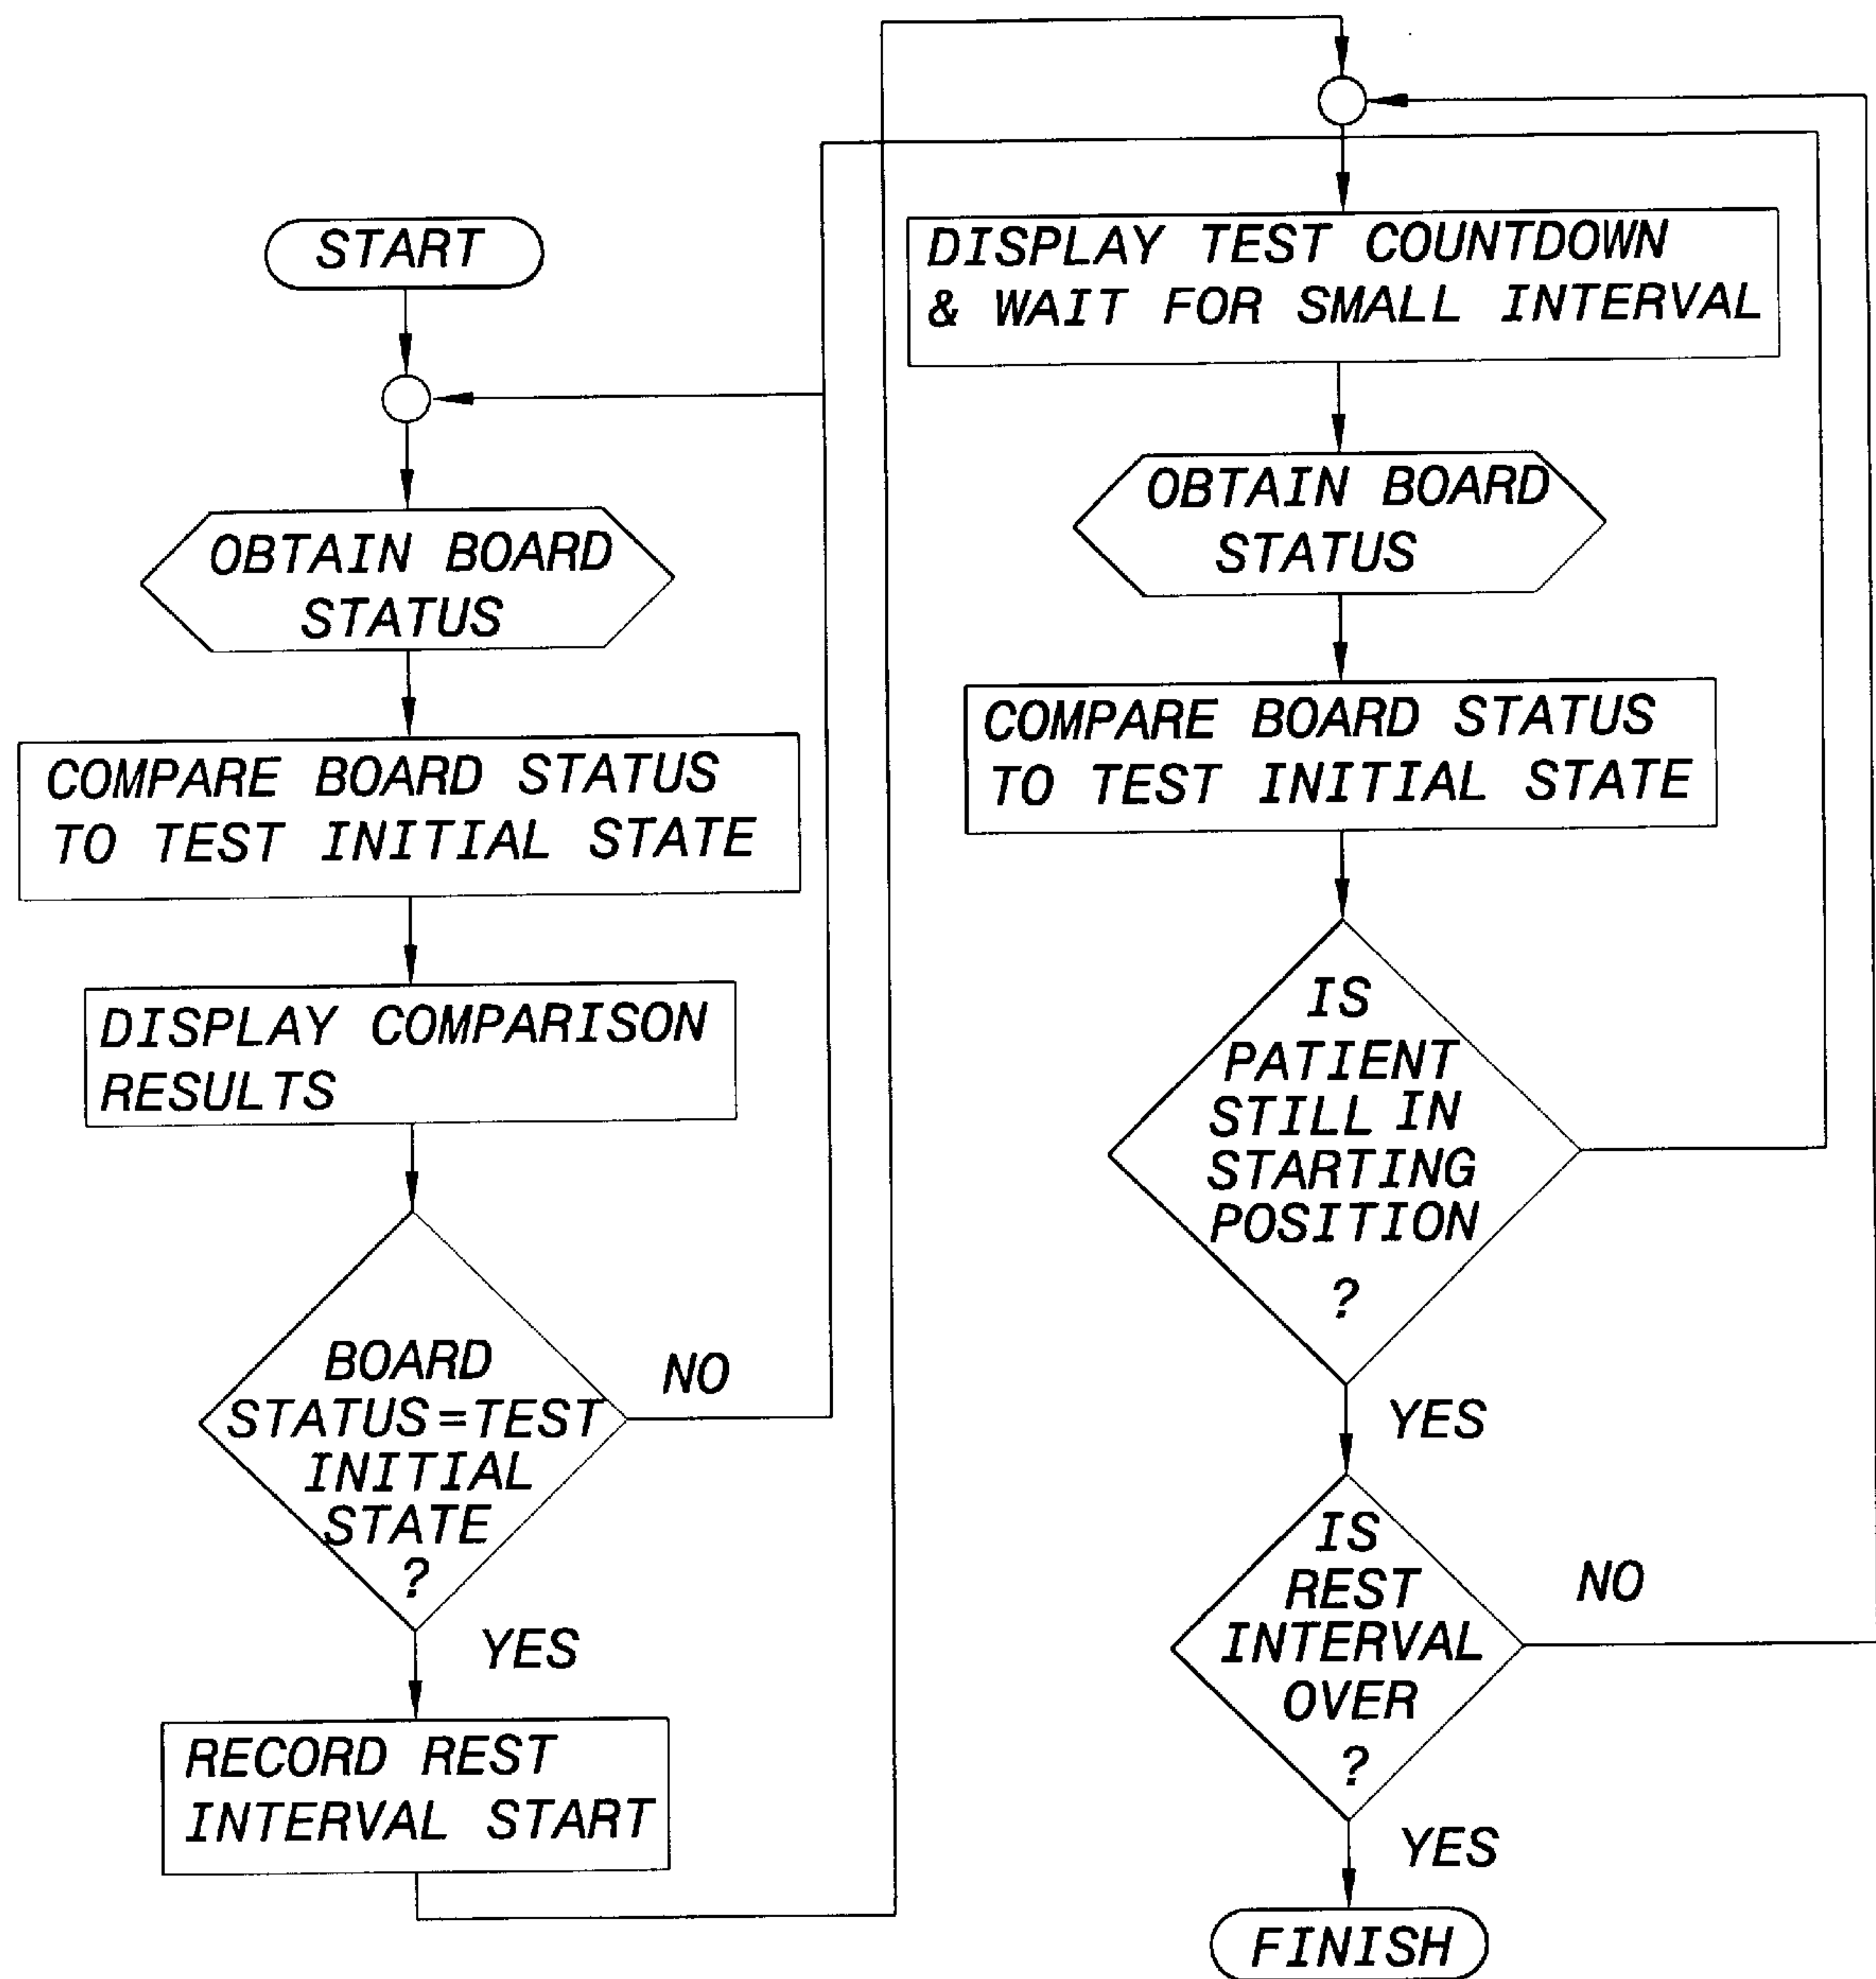 START
OBTAIN BOARD
STATUS
COMPARE BOARD STATUS
TO TEST INITIAL STATE
DISPLAY COMPARISON
RESULTS
BOARD
STATUS=TEST
INITIAL
STATE
?
NO
YES
RECORD REST
INTERVAL START
DISPLAY TEST COUNTDOWN
& WAIT FOR SMALL INTERVAL
OBTAIN BOARD
STATUS
COMPARE BOARD STATUS
TO TEST INITIAL STATE
IS
PATIENT
STILL IN
STARTING
POSITION
?
YES
IS
REST
INTERVAL
OVER
?
NO
YES
FINISH